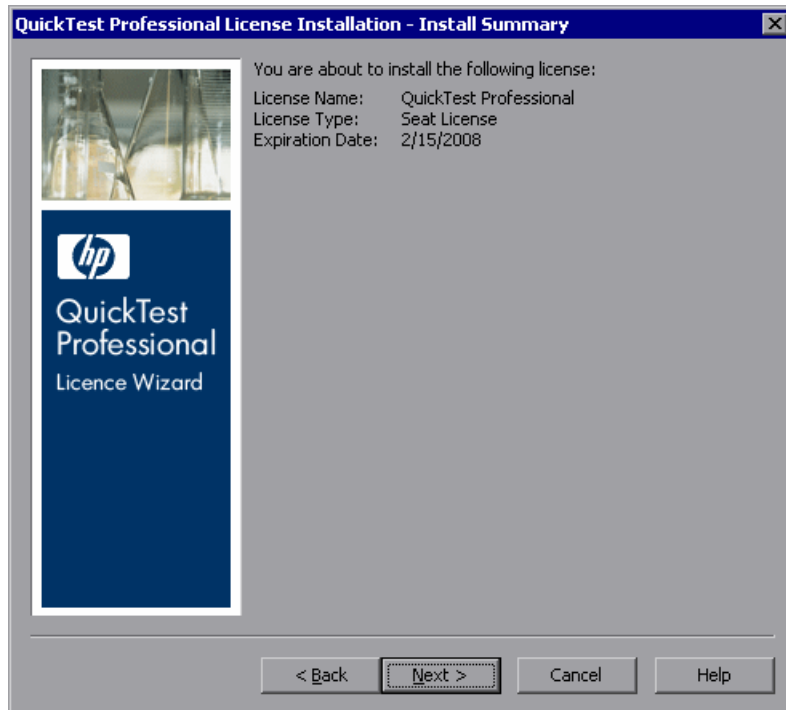 QuickTest Professional License Installation - Install Summary
You are about to install the following license:
License Name: QuickTest Professional
License Type: Seat License
Expiration Date: 2/15/2008
hp
QuickTest
Professional
Licence Wizard
< Back
Next >
Cancel
Help